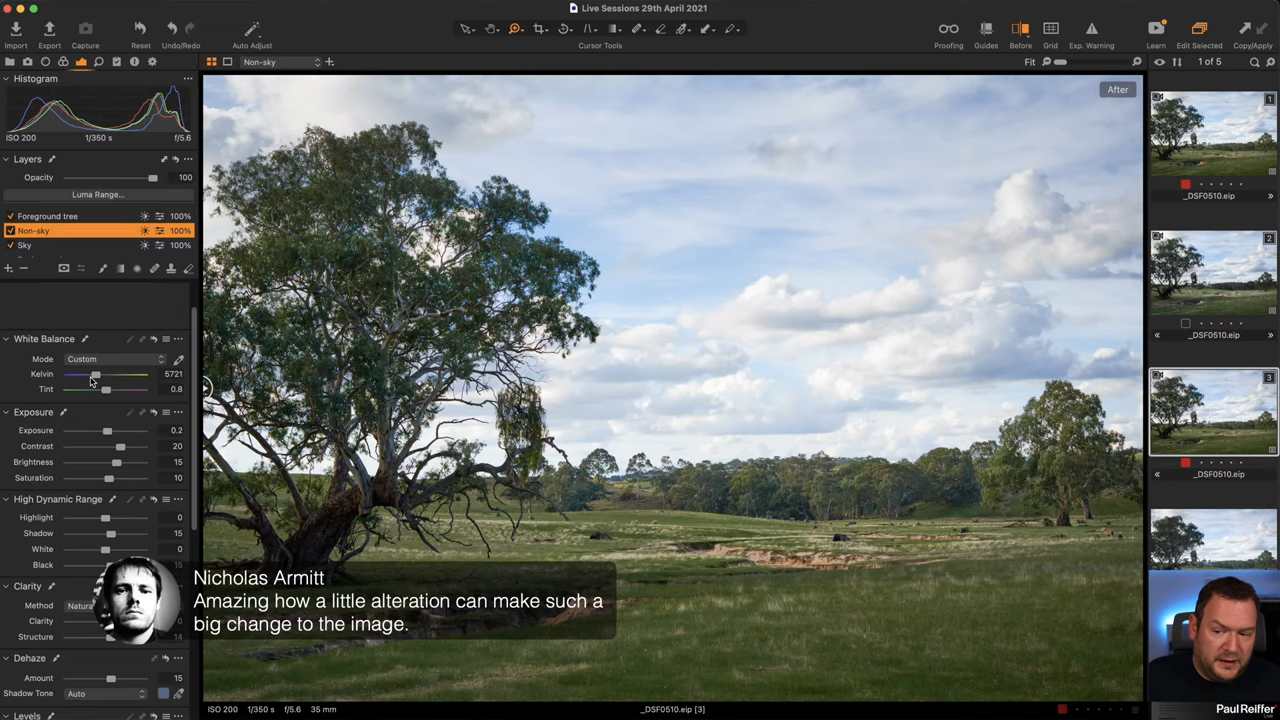 Live Sessions 29th April 2021
Import
Export
Capture
Reset
Undo/Redo
Auto Adjust
Cursor Tools
Proofing
Guides
Before
Grid
Exp. Warning
Learn
Edit Selected
Copy/Apply
Non-sky
Fit
1 of 5
Histogram
ISO 200
1/350 s
f/5.6
Layers
Opacity
100
Luma Range...
Foreground tree
100%
Non-sky
100%
Sky
100%
White Balance
Mode
Custom
Kelvin
5721
Tint
0.8
Exposure
Exposure
0.2
Contrast
20
Brightness
15
Saturation
10
High Dynamic Range
Highlight
0
Shadow
15
White
0
Black
Clarity
Method
Clarity
Structure
14
Dehaze
Amount
15
Shadow Tone
Auto
Levels
After
Nicholas Armitt
Amazing how a little alteration can make such a
big change to the image.
ISO 200
1/350 s
f/5.6
35 mm
_DSF0510.eip [3]
1
_DSF0510.eip
2
_DSF0510.eip
3
_DSF0510.eip
Paul Reiffer
Live